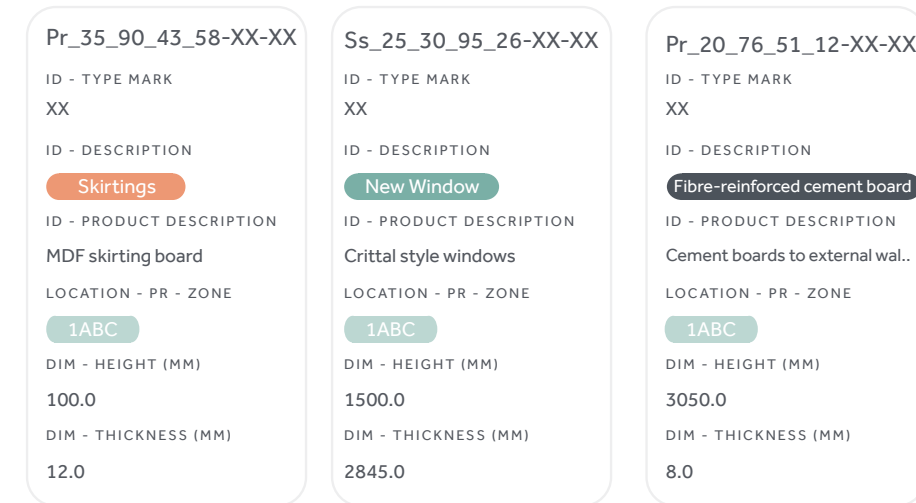 Pr_35_90_43_58-XX-XX
ID - TYPE MARK
XX
ID - DESCRIPTION
Skirtings
ID - PRODUCT DESCRIPTION
MDF skirting board
LOCATION - PR - ZONE
1ABC
DIM - HEIGHT (MM)
100.0
DIM - THICKNESS (MM)
12.0
Ss_25_30_95_26-XX-XX
ID - TYPE MARK
XX
ID - DESCRIPTION
New Window
ID - PRODUCT DESCRIPTION
Crittal style windows
LOCATION - PR - ZONE
1ABC
DIM - HEIGHT (MM)
1500.0
DIM - THICKNESS (MM)
2845.0
Pr_20_76_51_12-XX-XX
ID - TYPE MARK
XX
ID - DESCRIPTION
Fibre-reinforced cement board
ID - PRODUCT DESCRIPTION
Cement boards to external wal..
LOCATION - PR - ZONE
1ABC
DIM - HEIGHT (MM)
3050.0
DIM - THICKNESS (MM)
8.0